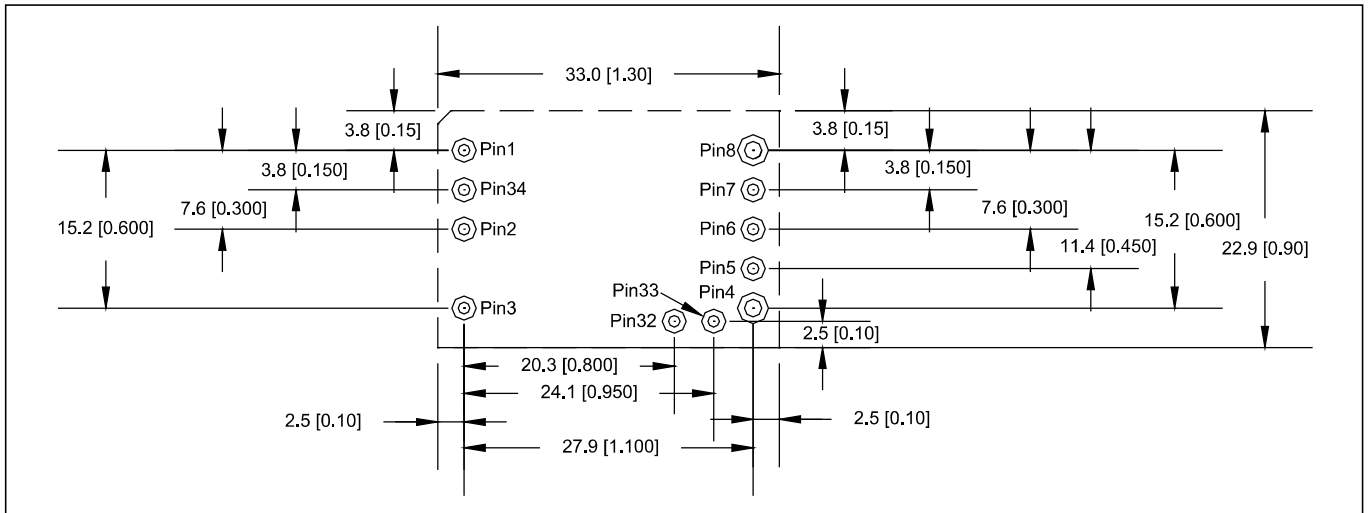 33.0 [1.30]
3.8 [0.15]
3.8 [0.15]
Pin1
Pin8
3.8 [0.150]
3.8 [0.150]
Pin34
Pin7
7.6 [0.300]
7.6 [0.300]
15.2 [0.600]
Pin2
Pin6
15.2 [0.600]
11.4 [0.450]
22.9 [0.90]
Pin5
Pin33
Pin4
Pin3
Pin32
2.5 [0.10]
20.3 [0.800]
24.1 [0.950]
2.5 [0.10]
2.5 [0.10]
27.9 [1.100]